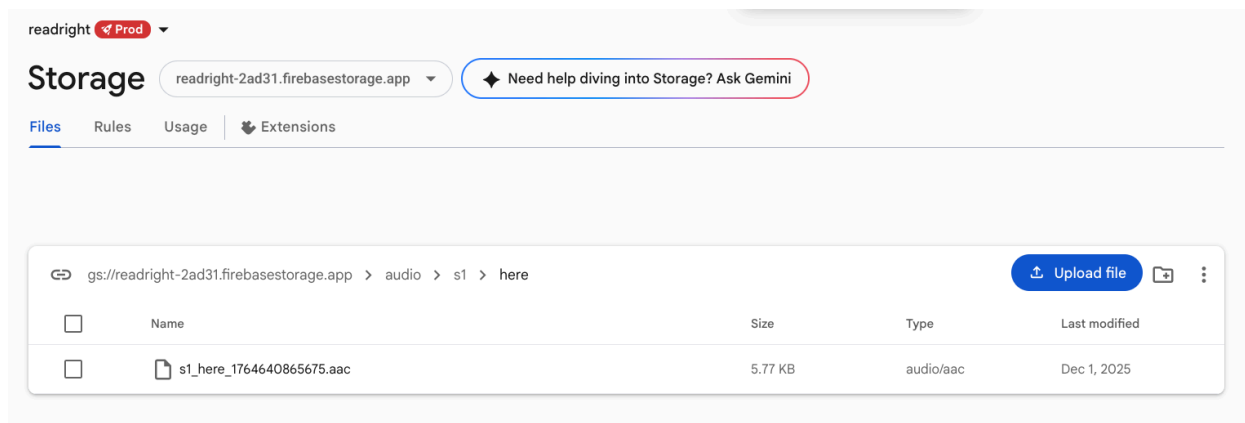 readright Prod
Storage readright-2ad31.firebasestorage.app Need help diving into Storage? Ask Gemini
Files Rules Usage Extensions
gs://readright-2ad31.firebasestorage.app > audio > s1 > here Upload file
Name Size Type Last modified
s1_here_1764640865675.aac 5.77 KB audio/aac Dec 1, 2025